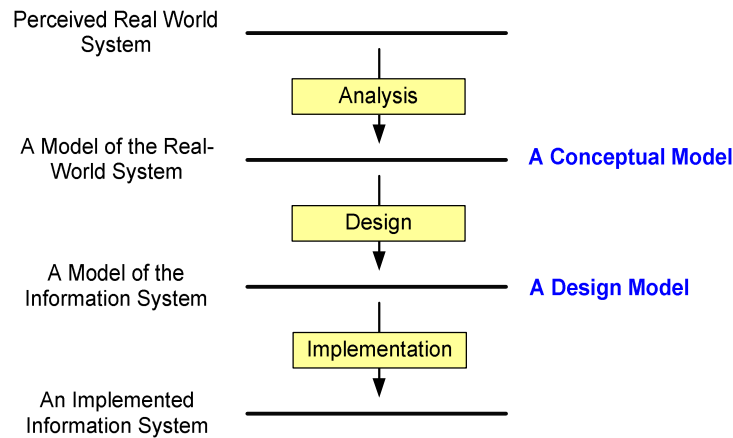 Perceived Real World
System
Analysis
A Model of the Real-
World System
A Conceptual Model
Design
A Model of the
Information System
A Design Model
Implementation
An Implemented
Information System